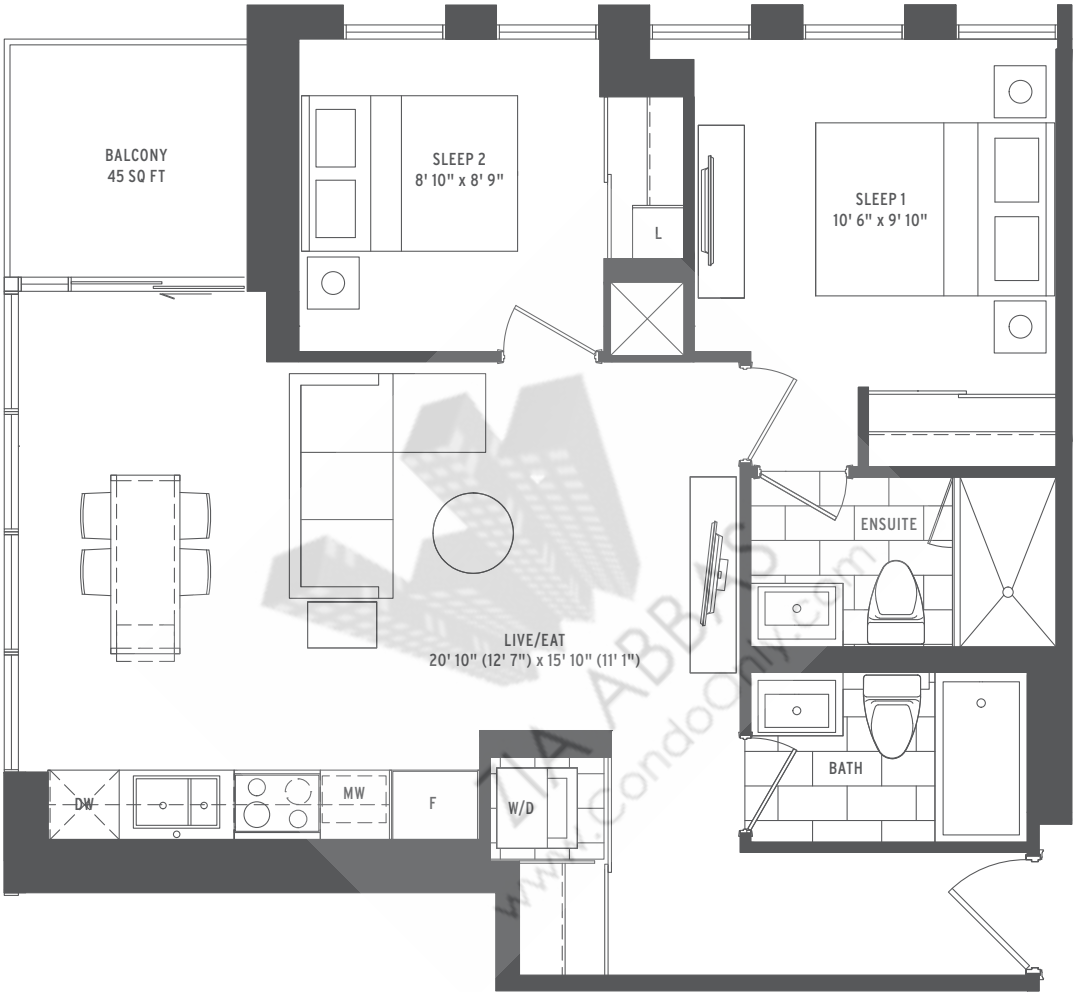 BALCONY
45 SQ FT
SLEEP 2
8' 10" x 8' 9"
SLEEP 1
10' 6" x 9' 10"
L
ENSUITE
LIVE/EAT
20' 10" (12' 7") x 15' 10" (11' 1")
BATH
DW
MW
F
W/D
ZIA ABBAS
www.CondoOnly.com